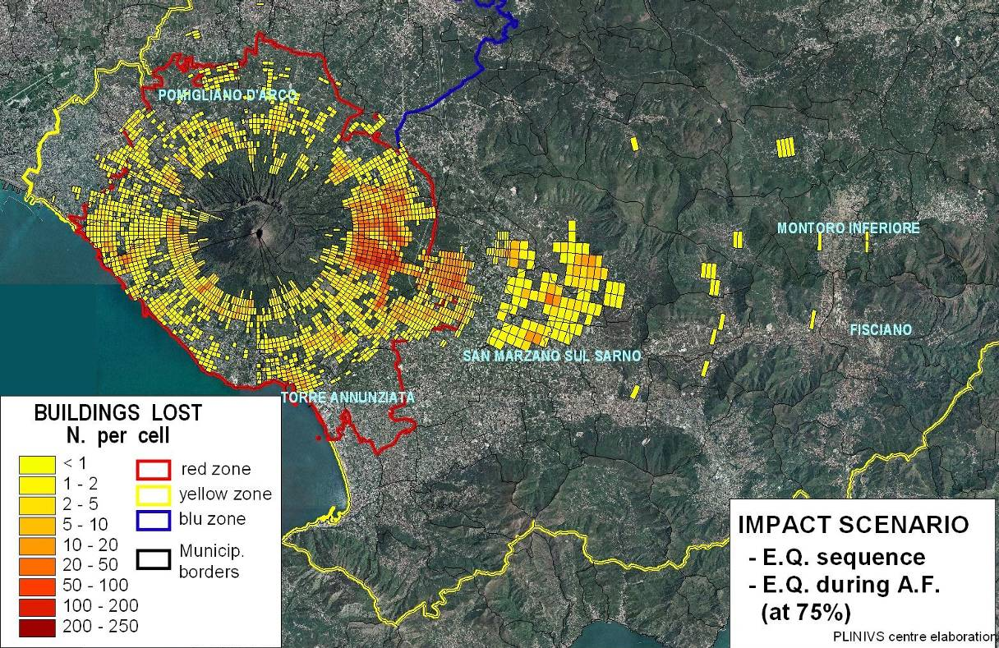 POMIGLIANO D'ARCO
MONTORO INFERIORE
FISCIANO
SAN MARZANO SUL SARNO
TORRE ANNUNZIATA
BUILDINGS LOST
N. per cell
< 1
1 - 2
2 - 5
5 - 10
10 - 20
20 - 50
50 - 100
100 - 200
200 - 250
red zone
yellow zone
blu zone
Municip.
borders
IMPACT SCENARIO
- E.Q. sequence
- E.Q. during A.F.
(at 75%)
PLINIVS centre elaboration